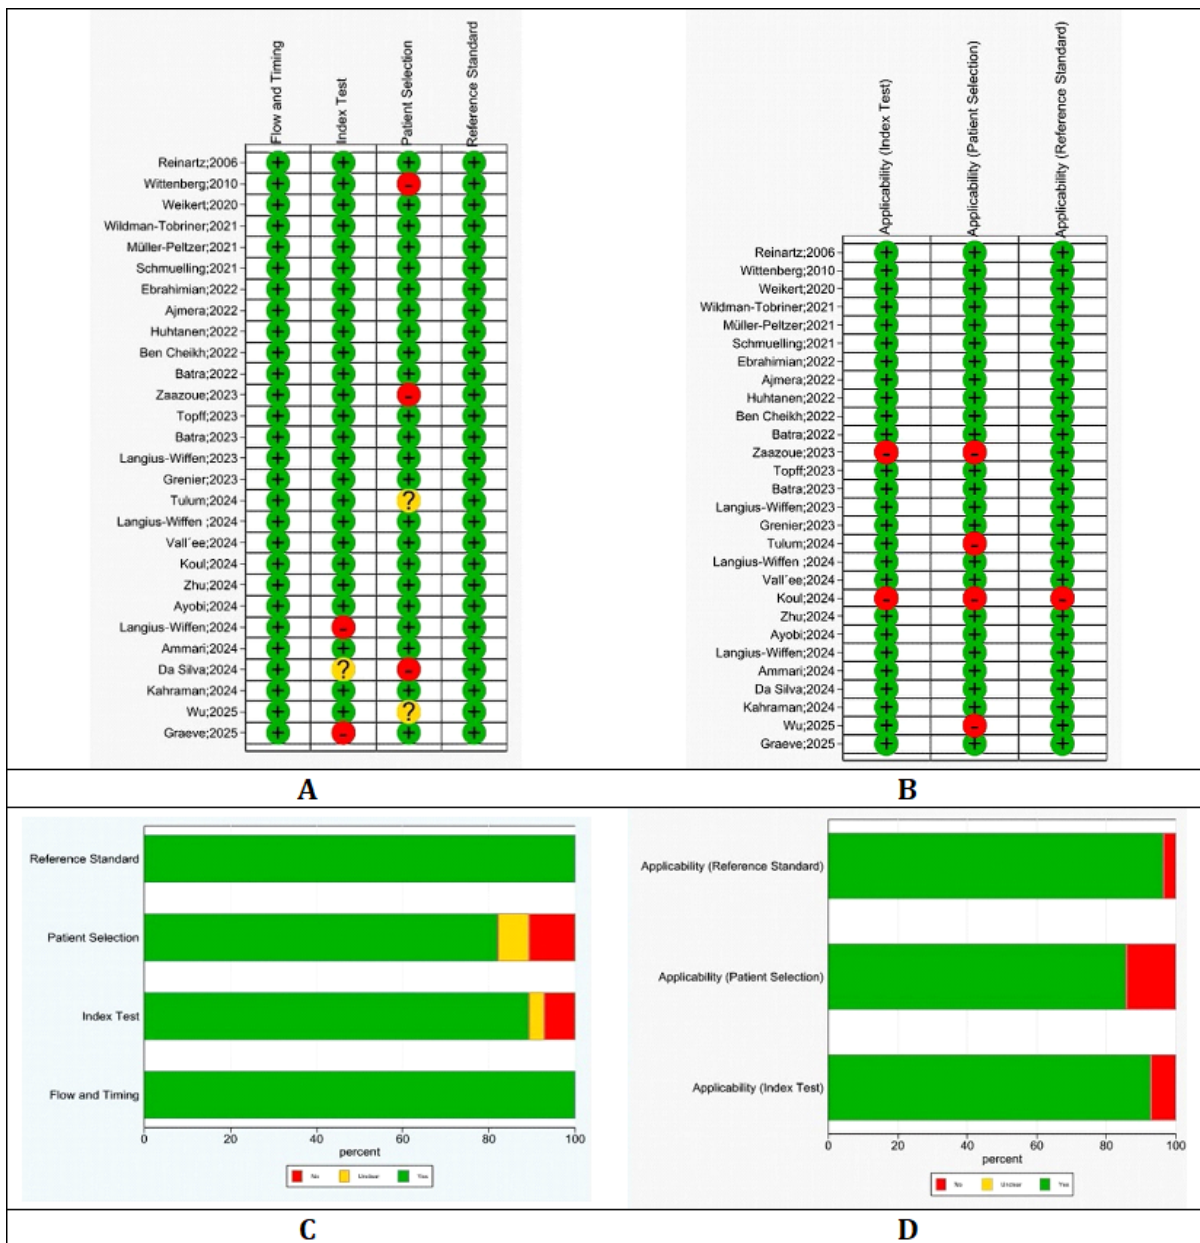 Flow and Timing
Index Test
Patient Selection
Reference Standard
Reinartz;2006
Wittenberg;2010
Weikert;2020
Wildman-Tobriner;2021
Müller-Peltzer;2021
Schmuelling;2021
Ebrahimian;2022
Ajmera;2022
Huhtanen;2022
Ben Cheikh;2022
Batra;2022
Zaazoue;2023
Topff;2023
Batra;2023
Langius-Wiffen;2023
Grenier;2023
Tulum;2024
Langius-Wiffen ;2024
Vall´ee;2024
Koul;2024
Zhu;2024
Ayobi;2024
Langius-Wiffen;2024
Ammari;2024
Da Silva;2024
Kahraman;2024
Wu;2025
Graeve;2025
A
Applicability (Index Test)
Applicability (Patient Selection)
Applicability (Reference Standard)
Reinartz;2006
Wittenberg;2010
Weikert;2020
Wildman-Tobriner;2021
Müller-Peltzer;2021
Schmuelling;2021
Ebrahimian;2022
Ajmera;2022
Huhtanen;2022
Ben Cheikh;2022
Batra;2022
Zaazoue;2023
Topff;2023
Batra;2023
Langius-Wiffen;2023
Grenier;2023
Tulum;2024
Langius-Wiffen ;2024
Vall´ee;2024
Koul;2024
Zhu;2024
Ayobi;2024
Langius-Wiffen;2024
Ammari;2024
Da Silva;2024
Kahraman;2024
Wu;2025
Graeve;2025
B
Reference Standard
Patient Selection
Index Test
Flow and Timing
0 20 40 60 80 100
percent
No Unclear Yes
C
Applicability (Reference Standard)
Applicability (Patient Selection)
Applicability (Index Test)
0 20 40 60 80 100
percent
No Unclear Yes
D